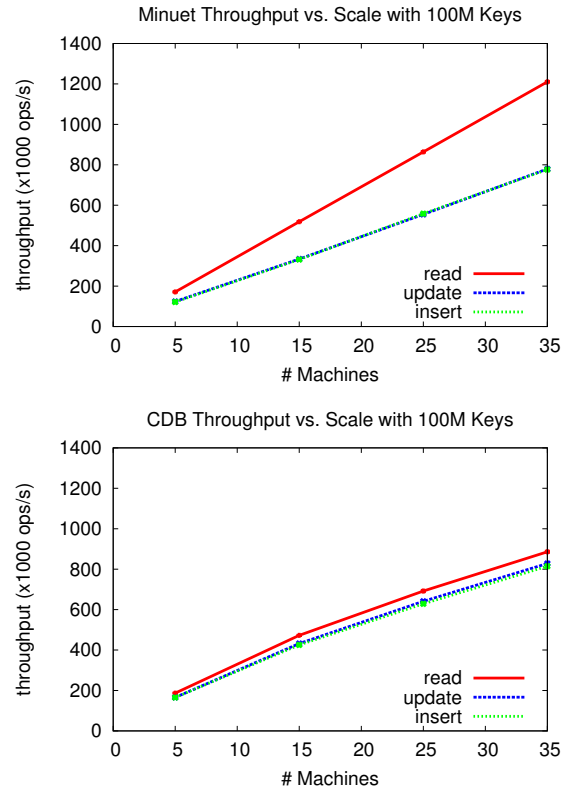 Minuet Throughput vs. Scale with 100M Keys
throughput (x1000 ops/s)
1400
1200
1000
800
600
400
200
0
read
update
insert
0 5 10 15 20 25 30 35
# Machines
CDB Throughput vs. Scale with 100M Keys
throughput (x1000 ops/s)
1400
1200
1000
800
600
400
200
0
read
update
insert
0 5 10 15 20 25 30 35
# Machines